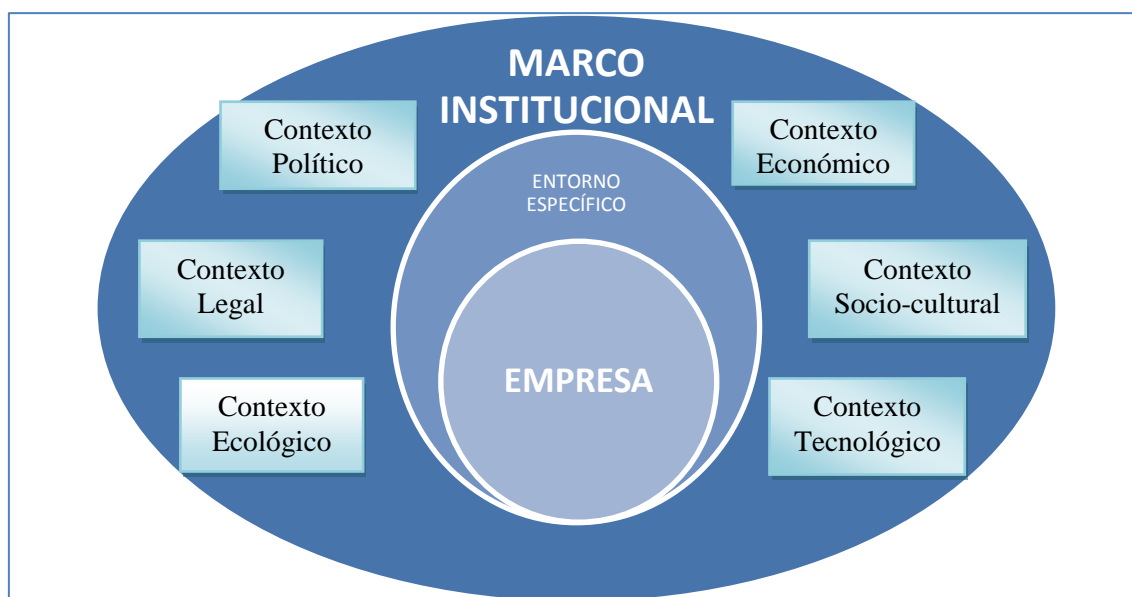 MARCO
INSTITUCIONAL
Contexto
Político
Contexto
Económico
ENTORNO
ESPECÍFICO
Contexto
Legal
Contexto
Socio-cultural
EMPRESA
Contexto
Ecológico
Contexto
Tecnológico